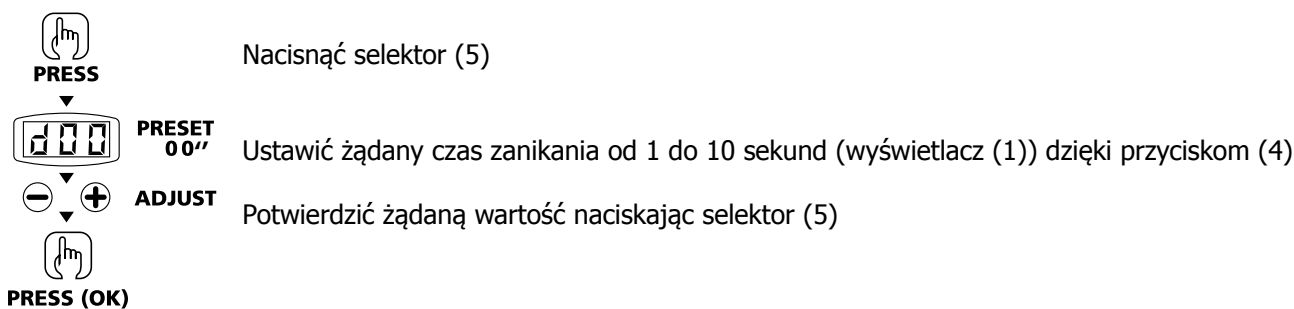 PRESS
Nacisnąć selektor (5)
d00
PRESET
00″
Ustawić żądany czas zanikania od 1 do 10 sekund (wyświetlacz (1)) dzięki przyciskom (4)
ADJUST
Potwierdzić żądaną wartość naciskając selektor (5)
PRESS (OK)